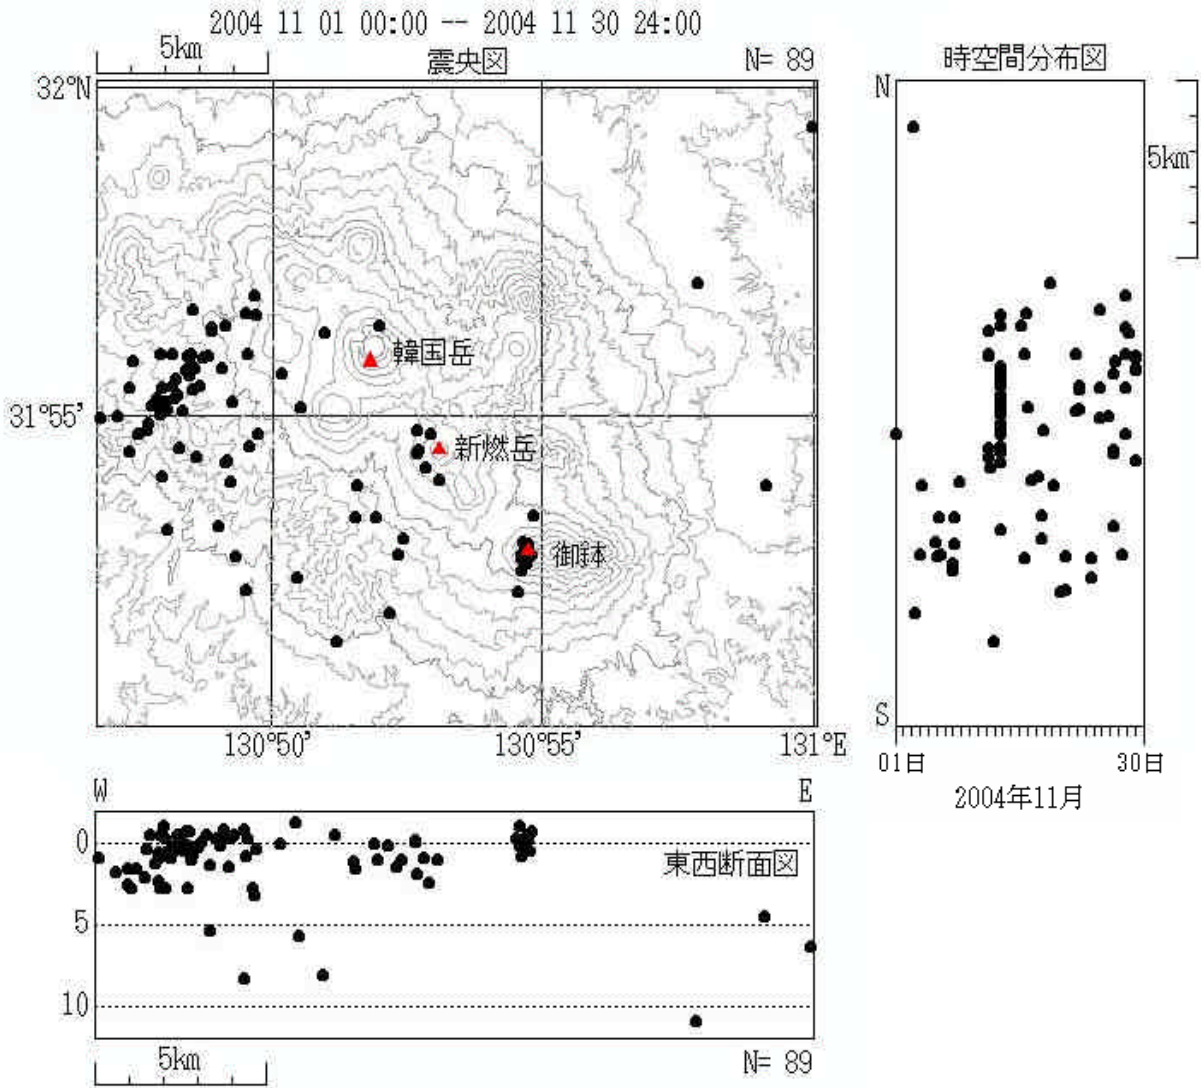 2004 11 01 00:00 -- 2004 11 30 24:00
5km
震央図
N= 89
32°N
韓国岳
31°55'
新燃岳
御鉢
130°50'
130°55'
131°E
時空間分布図
N
5km
S
01日
30日
2004年11月
W
E
0
東西断面図
5
10
5km
N= 89